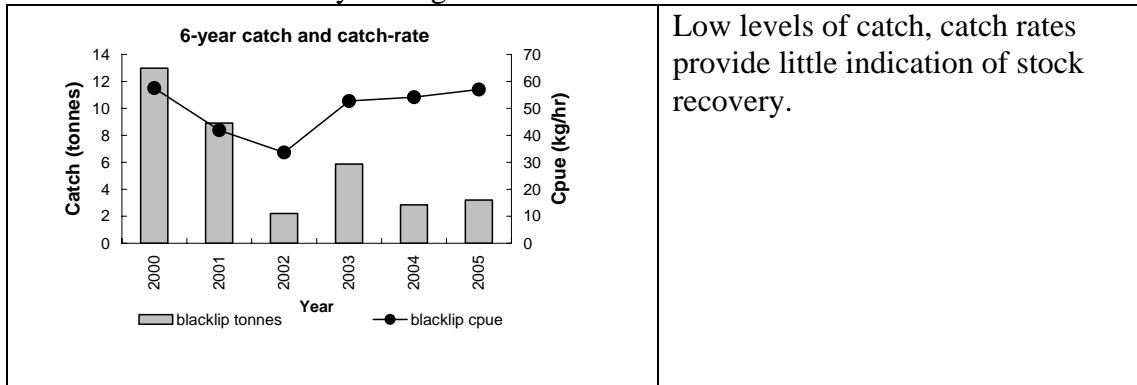 6-year catch and catch-rate
14
12
10
8
6
4
2
0
Catch (tonnes)
70
60
50
40
30
20
10
0
Cpue (kg/hr)
2000
2001
2002
2003
2004
2005
Year
blacklip tonnes
blacklip cpue
Low levels of catch, catch rates
provide little indication of stock
recovery.